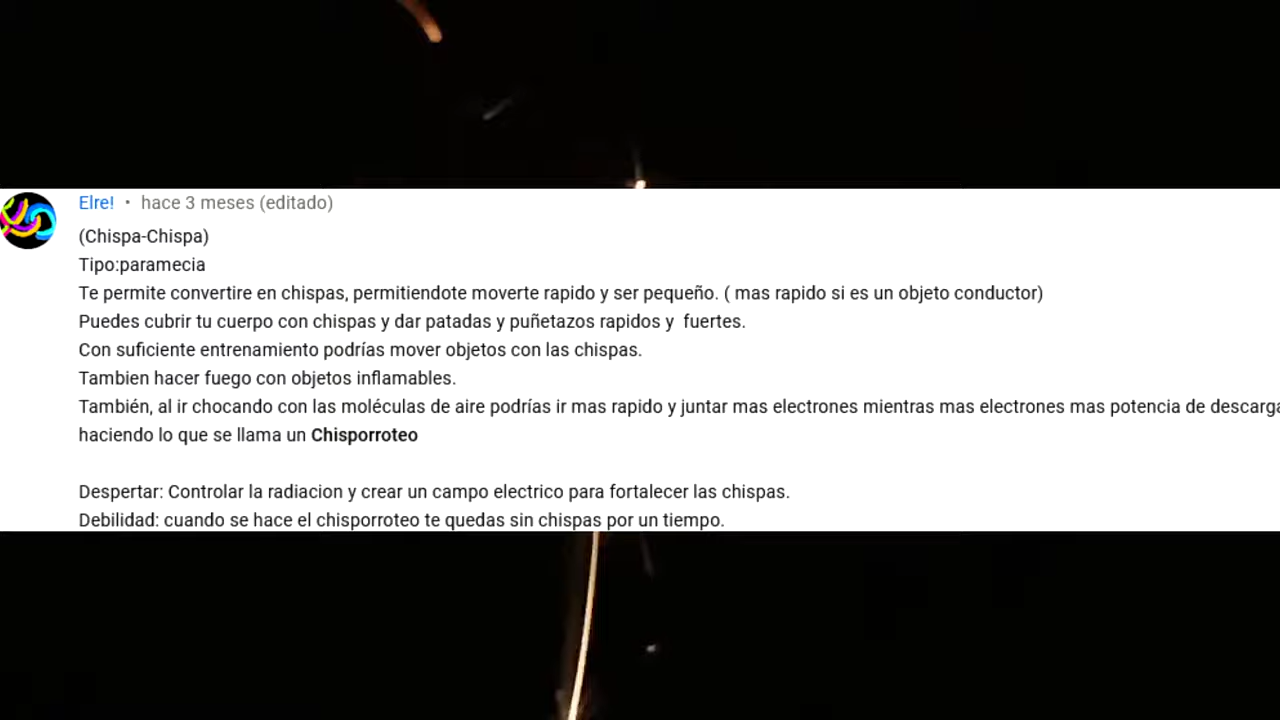 Elre! • hace 3 meses (editado)
(Chispa-Chispa)
Tipo:paramecia
Te permite convertire en chispas, permitiendote moverte rapido y ser pequeño. ( mas rapido si es un objeto conductor)
Puedes cubrir tu cuerpo con chispas y dar patadas y puñetazos rapidos y fuertes.
Con suficiente entrenamiento podrías mover objetos con las chispas.
Tambien hacer fuego con objetos inflamables.
También, al ir chocando con las moléculas de aire podrías ir mas rapido y juntar mas electrones mientras mas electrones mas potencia de descarga
haciendo lo que se llama un Chisporroteo
Despertar: Controlar la radiacion y crear un campo electrico para fortalecer las chispas.
Debilidad: cuando se hace el chisporroteo te quedas sin chispas por un tiempo.